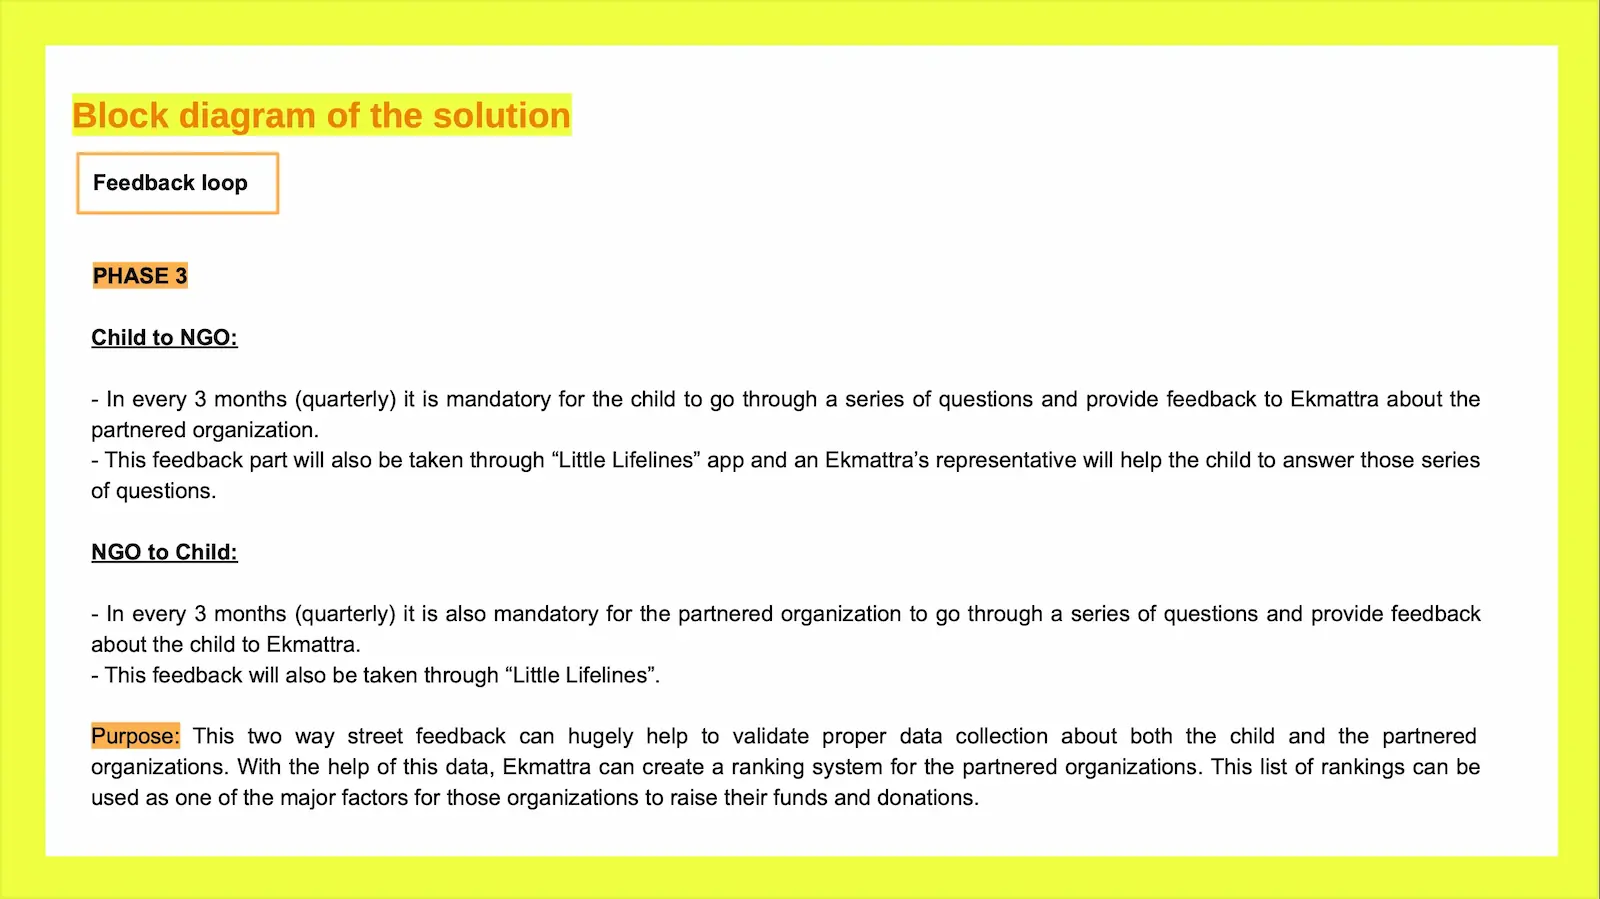 Block diagram of the solution
Feedback loop
PHASE 3
Child to NGO:
- In every 3 months (quarterly) it is mandatory for the child to go through a series of questions and provide feedback to Ekmattra about the
partnered organization.
- This feedback part will also be taken through “Little Lifelines” app and an Ekmattra’s representative will help the child to answer those series
of questions.
NGO to Child:
- In every 3 months (quarterly) it is also mandatory for the partnered organization to go through a series of questions and provide feedback
about the child to Ekmattra.
- This feedback will also be taken through “Little Lifelines”.
Purpose: This two way street feedback can hugely help to validate proper data collection about both the child and the partnered
organizations. With the help of this data, Ekmattra can create a ranking system for the partnered organizations. This list of rankings can be
used as one of the major factors for those organizations to raise their funds and donations.